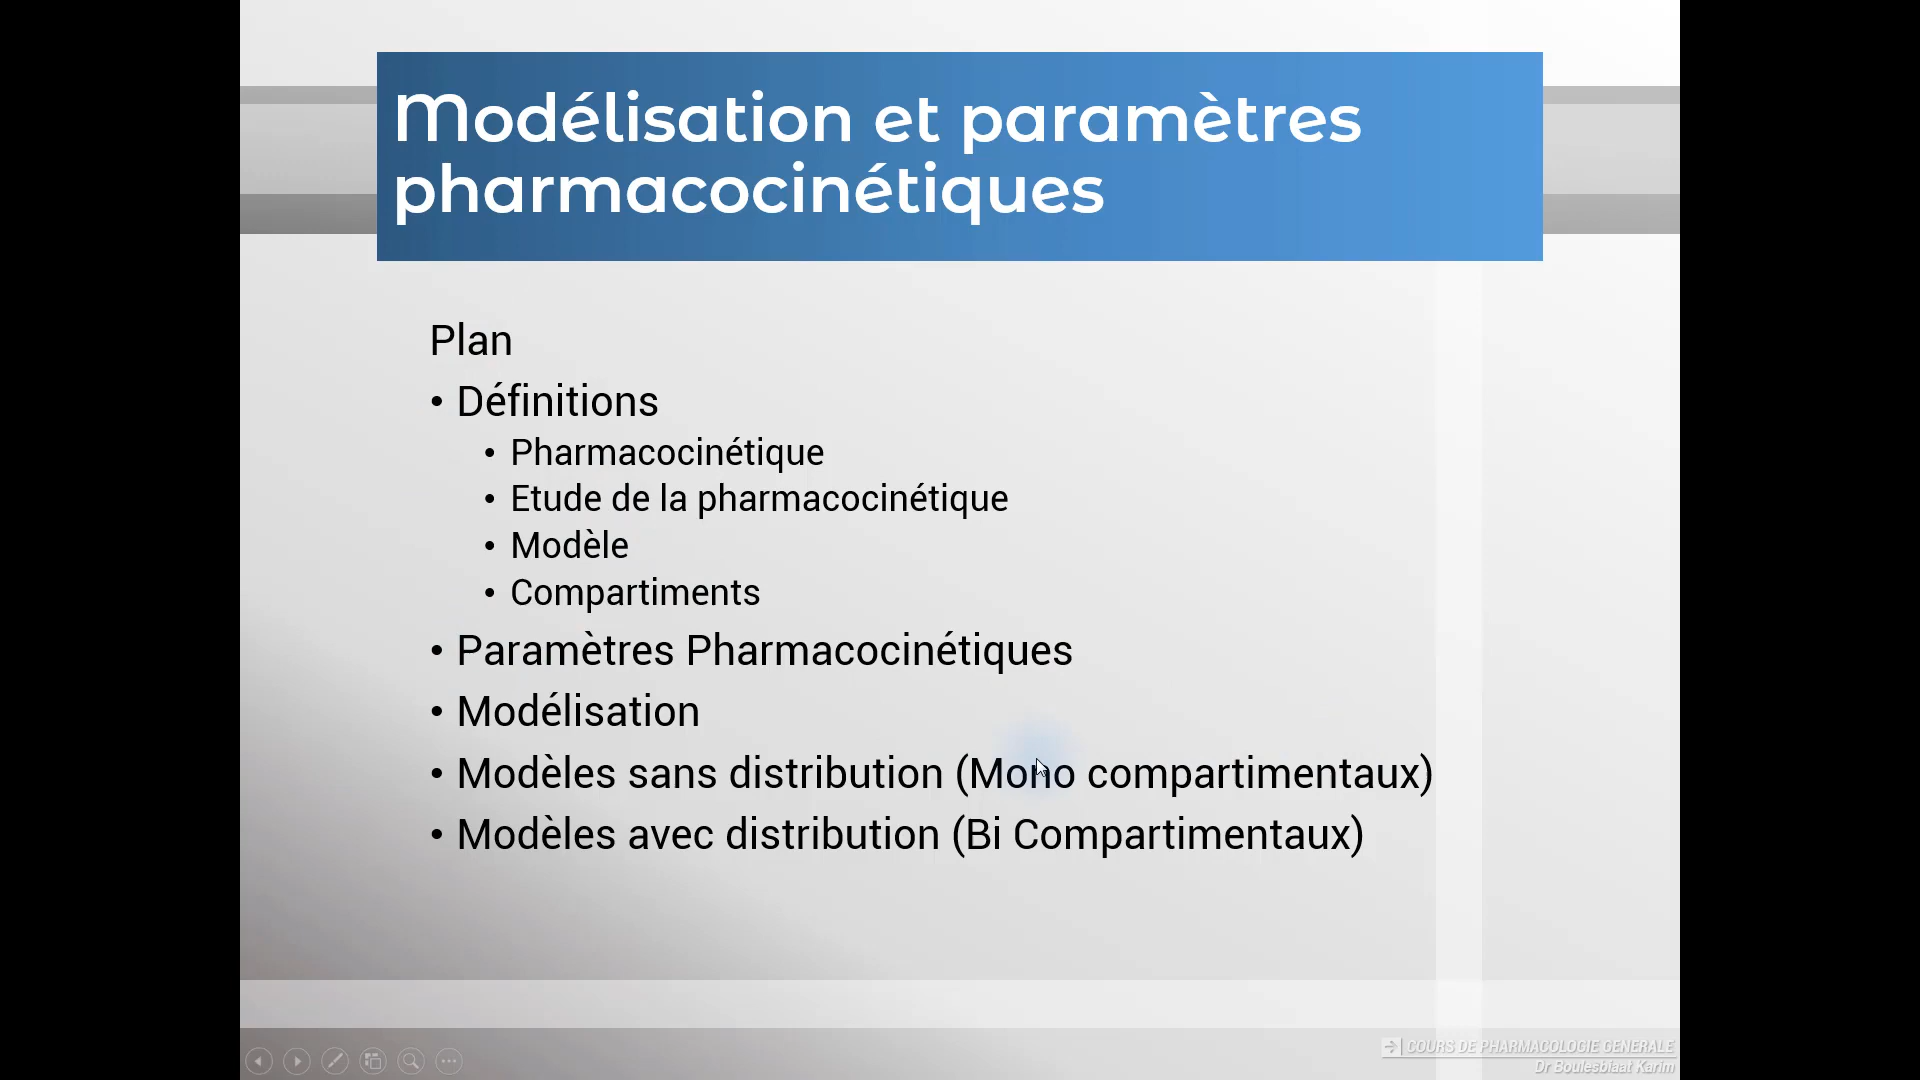 Modélisation et paramètres
pharmacocinétiques
Plan
• Définitions
• Pharmacocinétique
• Etude de la pharmacocinétique
• Modèle
• Compartiments
• Paramètres Pharmacocinétiques
• Modélisation
• Modèles sans distribution (Mono compartimentaux)
• Modèles avec distribution (Bi Compartimentaux)
COURS DE PHARMACOLOGIE GENERALE
Dr Boulesblaat Karim